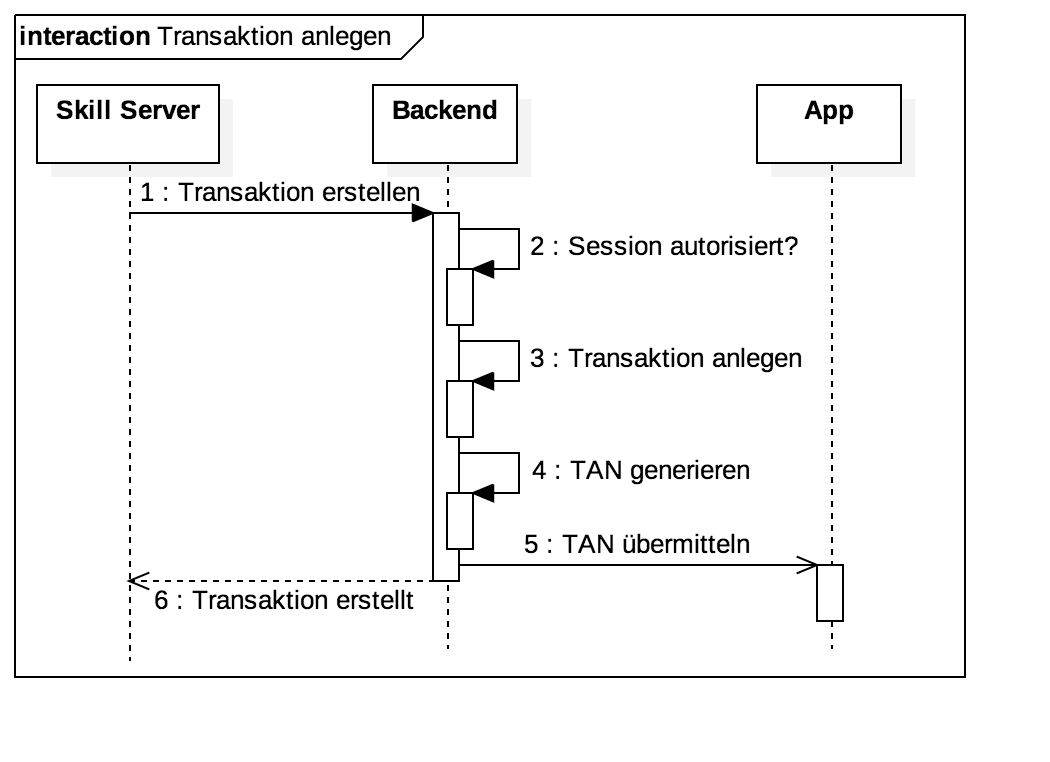 interaction Transaktion anlegen
Skill Server
Backend
App
1 : Transaktion erstellen
2 : Session autorisiert?
3 : Transaktion anlegen
4 : TAN generieren
5 : TAN übermitteln
6 : Transaktion erstellt